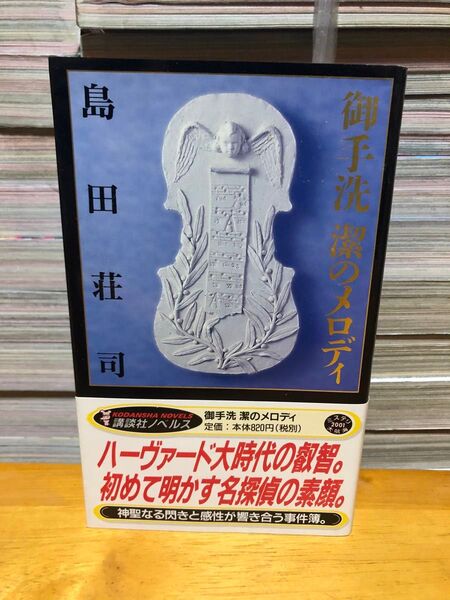 御手洗 潔のメロディ
島田荘司
KODANSHA NOVELS
講談社ノベルス
御手洗 潔のメロディ
定価：本体820円(税別)
2001
ハーヴァード大時代の叡智。
初めて明かす名探偵の素顔。
神聖なる閃きと感性が響き合う事件簿。